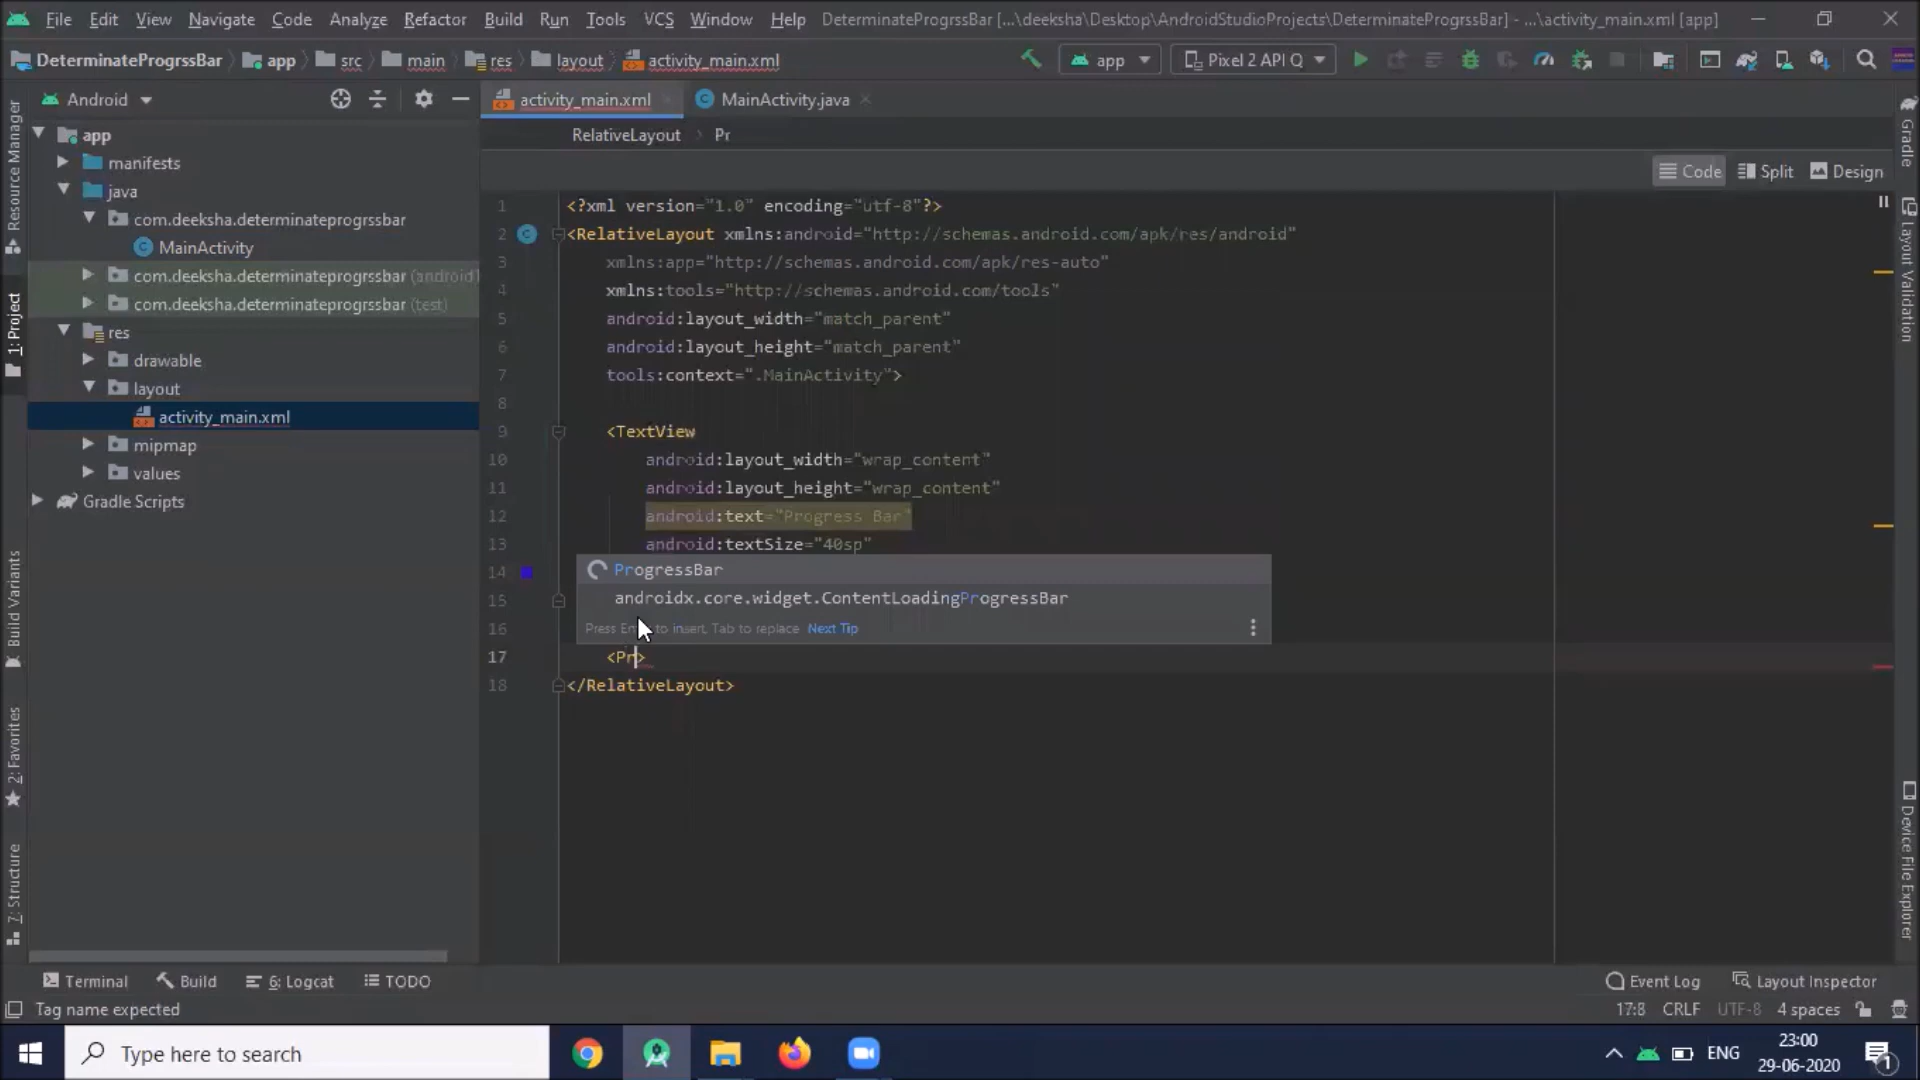 File Edit View Navigate Code Analyze Refactor Build Run Tools VCS Window Help DeterminateProgrssBar [...\deeksha\Desktop\AndroidStudioProjects\DeterminateProgrssBar] - ...\activity_main.xml [app]
DeterminateProgrssBar app src main res layout activity_main.xml app Pixel 2 API Q
Android activity_main.xml MainActivity.java
RelativeLayout Pr
Code Split Design
app
manifests
java
com.deeksha.determinateprogrssbar
MainActivity
com.deeksha.determinateprogrssbar (android
com.deeksha.determinateprogrssbar (test)
res
drawable
layout
activity_main.xml
mipmap
values
Gradle Scripts
1 <?xml version="1.0" encoding="utf-8"?>
2 <RelativeLayout xmlns:android="http://schemas.android.com/apk/res/android"
3 xmlns:app="http://schemas.android.com/apk/res-auto"
4 xmlns:tools="http://schemas.android.com/tools"
5 android:layout_width="match_parent"
6 android:layout_height="match_parent"
7 tools:context=".MainActivity">
8
9 <TextView
10 android:layout_width="wrap_content"
11 android:layout_height="wrap_content"
12 android:text="Progress Bar"
13 android:textSize="40sp"
14 ProgressBar
15 androidx.core.widget.ContentLoadingProgressBar
16 Press to insert, Tab to replace Next Tip
17 <Pr>
18 </RelativeLayout>
Resource Manager
1: Project
Build Variants
2: Favorites
7: Structure
Gradle
Layout Validation
Device File Explorer
Terminal Build 6: Logcat TODO Event Log Layout Inspector
Tag name expected 17:8 CRLF UTF-8 4 spaces
Type here to search ENG 23:00
29-06-2020
1